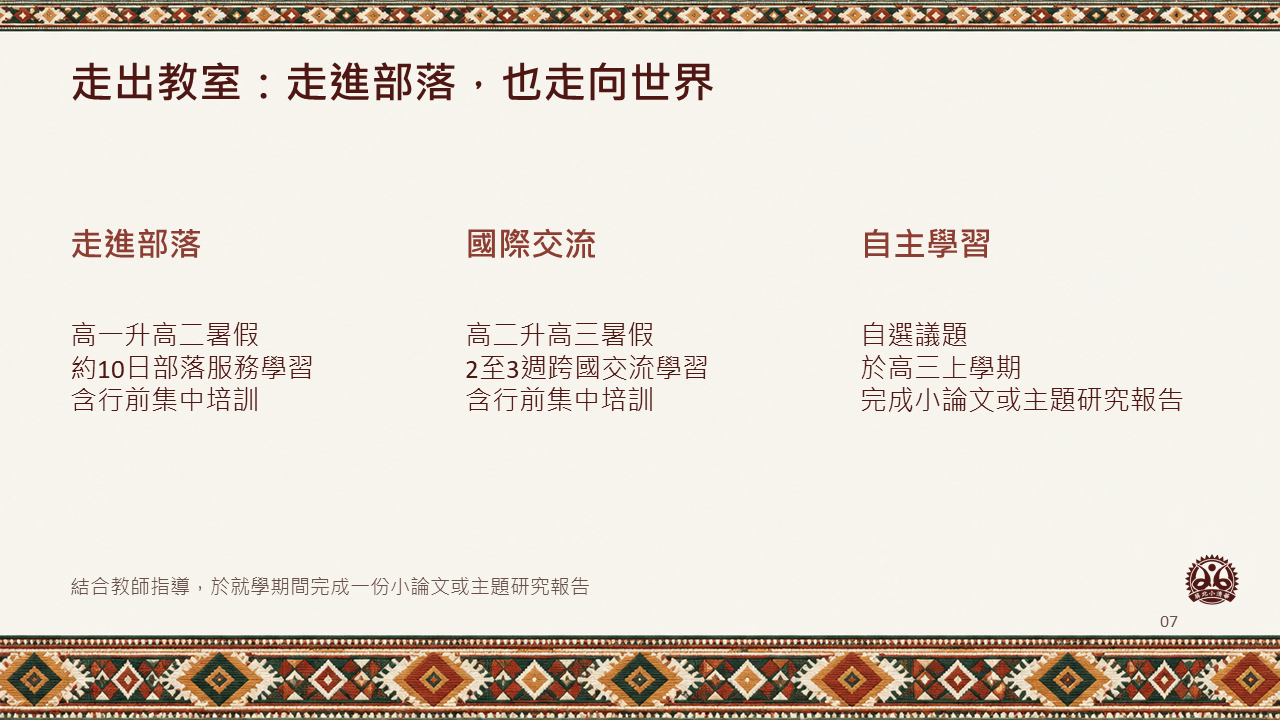 走出教室：走進部落，也走向世界
走進部落
高一升高二暑假
約10日部落服務學習
含行前集中培訓
國際交流
高二升高三暑假
2至3週跨國交流學習
含行前集中培訓
自主學習
自選議題
於高三上學期
完成小論文或主題研究報告
結合教師指導，於就學期間完成一份小論文或主題研究報告
07